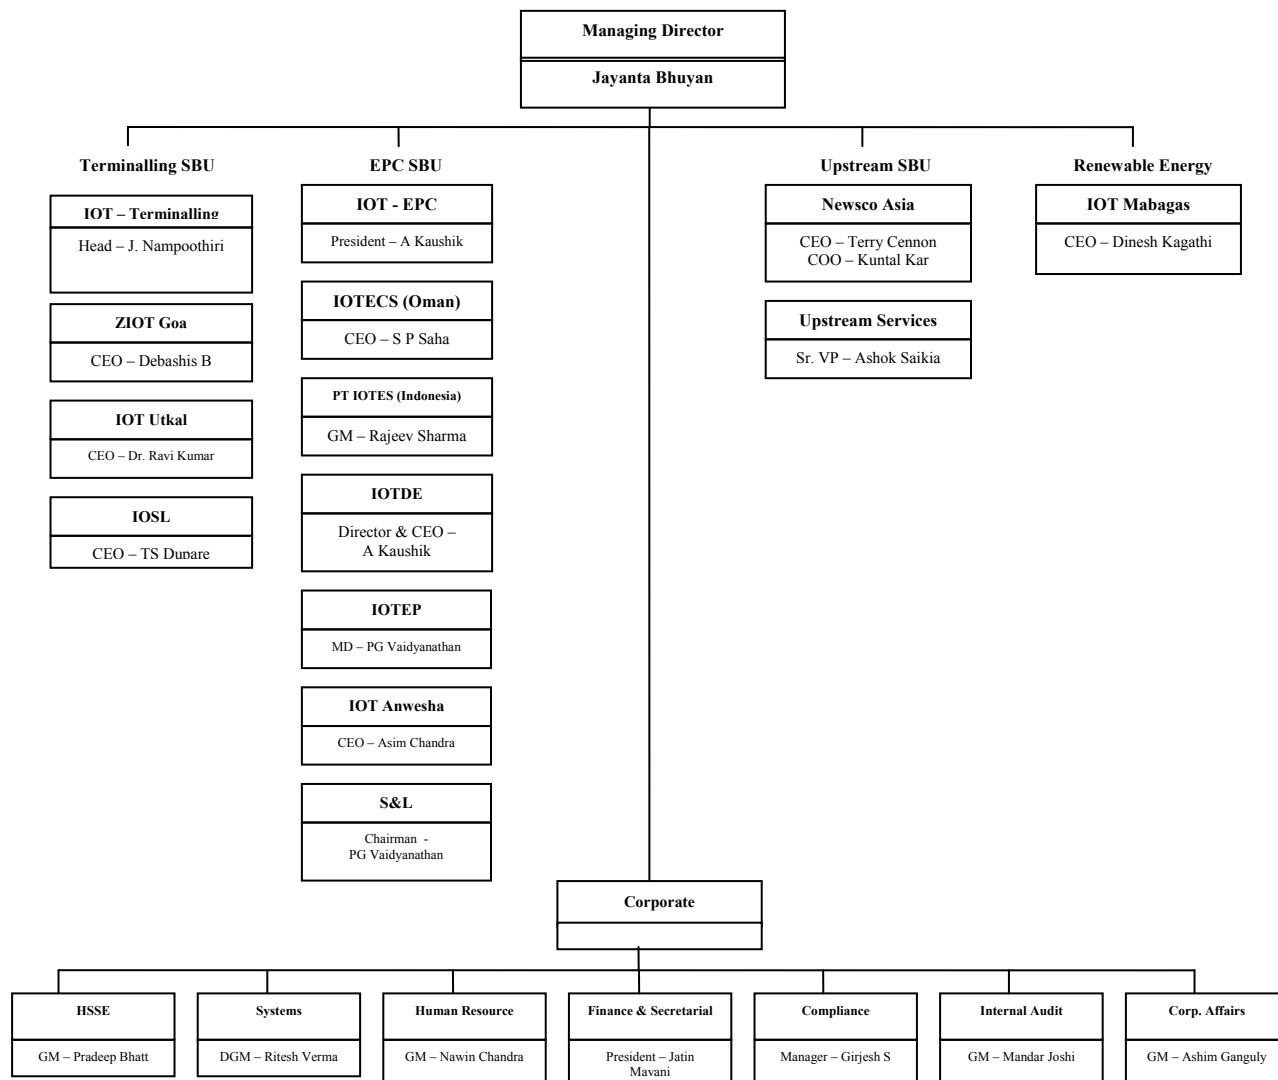 Managing Director
Jayanta Bhuyan
Terminalling SBU
IOT – Terminalling
Head – J. Nampoothiri
ZIOT Goa
CEO – Debashis B
IOT Utkal
CEO – Dr. Ravi Kumar
IOSL
CEO – TS Dupare
EPC SBU
IOT - EPC
President – A Kaushik
IOTECS (Oman)
CEO – S P Saha
PT IOTES (Indonesia)
GM – Rajeev Sharma
IOTDE
Director & CEO –
A Kaushik
IOTEP
MD – PG Vaidyanathan
IOT Anwesha
CEO – Asim Chandra
S&L
Chairman -
PG Vaidyanathan
Upstream SBU
Newsco Asia
CEO – Terry Cennon
COO – Kuntal Kar
Upstream Services
Sr. VP – Ashok Saikia
Renewable Energy
IOT Mabagas
CEO – Dinesh Kagathi
Corporate
HSSE
GM – Pradeep Bhatt
Systems
DGM – Ritesh Verma
Human Resource
GM – Nawin Chandra
Finance & Secretarial
President – Jatin
Mavani
Compliance
Manager – Girjesh S
Internal Audit
GM – Mandar Joshi
Corp. Affairs
GM – Ashim Ganguly